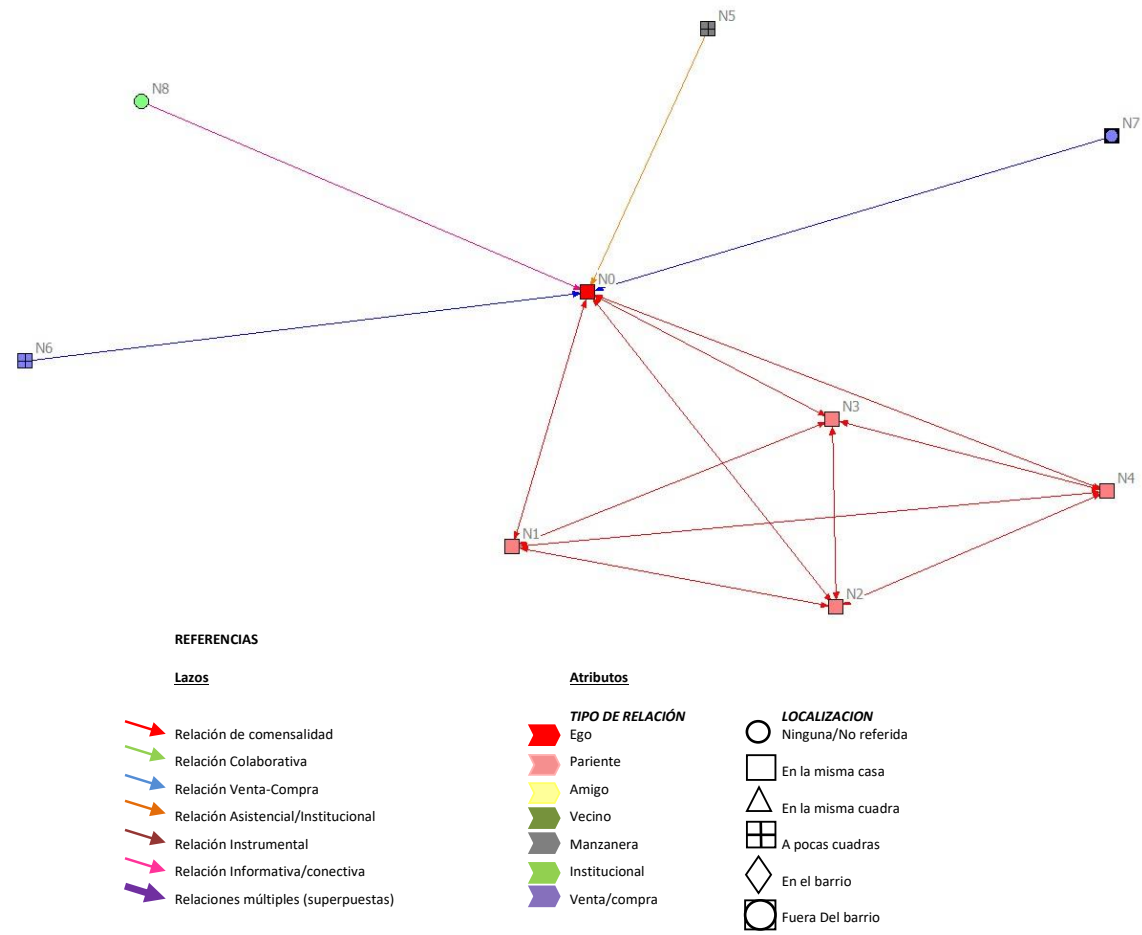 N5
N8
N7
N0
N6
N3
N4
N1
N2
REFERENCIAS
Lazos
Relación de comensalidad
Relación Colaborativa
Relación Venta-Compra
Relación Asistencial/Institucional
Relación Instrumental
Relación Informativa/conectiva
Relaciones múltiples (superpuestas)
Atributos
TIPO DE RELACIÓN
Ego
Pariente
Amigo
Vecino
Manzanera
Institucional
Venta/compra
LOCALIZACION
Ninguna/No referida
En la misma casa
En la misma cuadra
A pocas cuadras
En el barrio
Fuera Del barrio